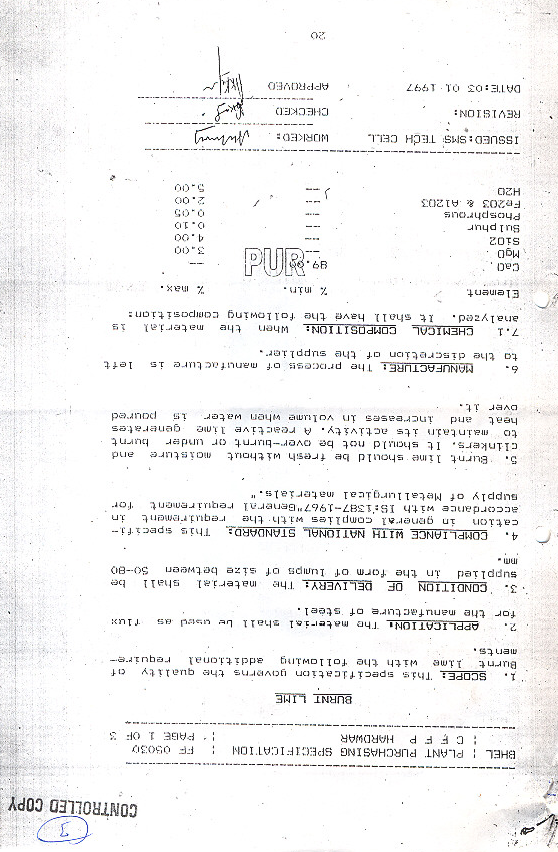 3
CONTROLLED COPY
BHEL | PLANT PURCHASING SPECIFICATION | FF 05030
| C F F P HARDWAR | PAGE 1 OF 3
BURNT LIME
1. SCOPE: This specification governs the quality of
Burnt lime with the following additional require-
ments.
2. APPLICATION: The material shall be used as flux
for the manufacture of steel.
3. CONDITION OF DELIVERY: The material shall be
supplied in the form of lumps of size between 50-80
mm.
4. COMPLIANCE WITH NATIONAL STANDARD: This specifi-
cation in general complies with the requirement in
accordance with IS:1387-1967"General requirement for
supply of Metallurgical materials."
5. Burnt lime should be fresh without moisture and
clinkers. It should not be over-burnt or under burnt
to maintain its activity. A reactive lime generates
heat and increases in volume when water is poured
over it.
6. MANUFACTURE: The process of manufacture is left
to the discretion of the supplier.
7.1 CHEMICAL COMPOSITION: When the material is
analyzed. It shall have the following composition:
Element % min. % max.
CaO 89.00 ---
PUR
MgO --- 3.00
SiO2 --- 4.00
Sulphur --- 0.10
Phosphrous --- 0.05
Fe2O3 & Al2O3 --- 2.00
H2O --- 5.00
ISSUED:SMS TECH CELL WORKED:
REVISION: CHECKED
DATE:03 01 1997 APPROVED
20